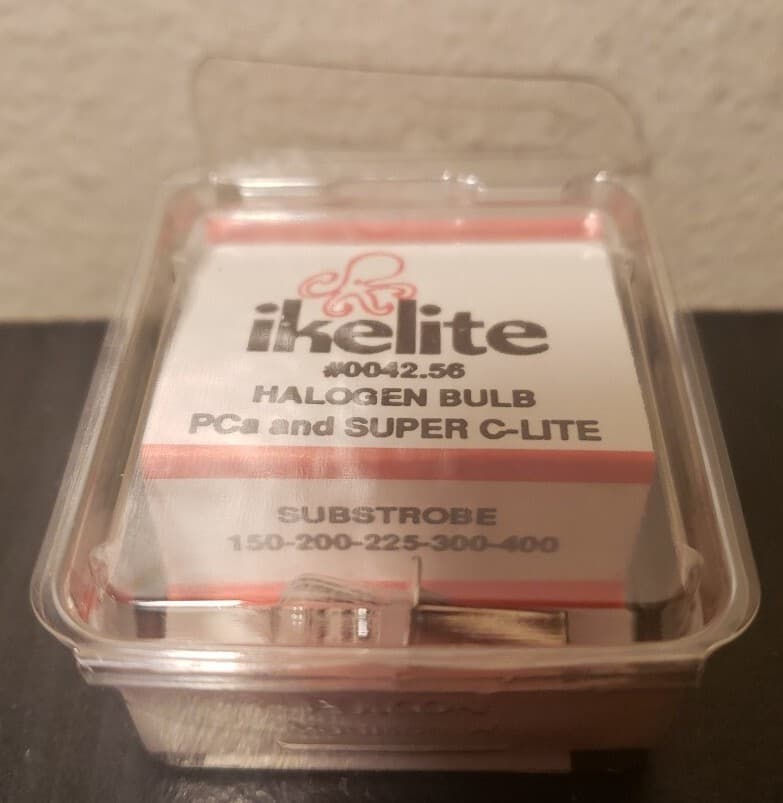 ikelite
#0042.56
HALOGEN BULB
PCa and SUPER C-LITE
SUBSTROBE
150-200-225-300-400